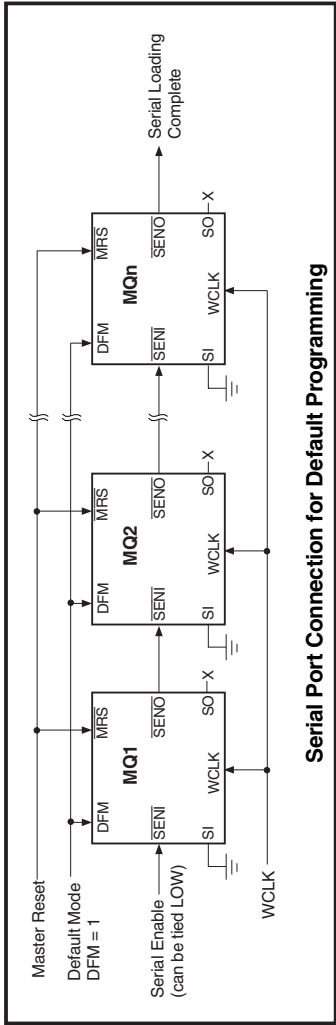 Master Reset
Default Mode
DFM = 1
DFM
MRS
MQ1
SENI
SENO
SO
X
WCLK
SI
DFM
MRS
MQ2
SENI
SENO
SO
X
WCLK
SI
DFM
MRS
MQn
SENI
SENO
SO
X
WCLK
SI
Serial Enable
(can be tied LOW)
Serial Loading
Complete
WCLK
Serial Port Connection for Default Programming